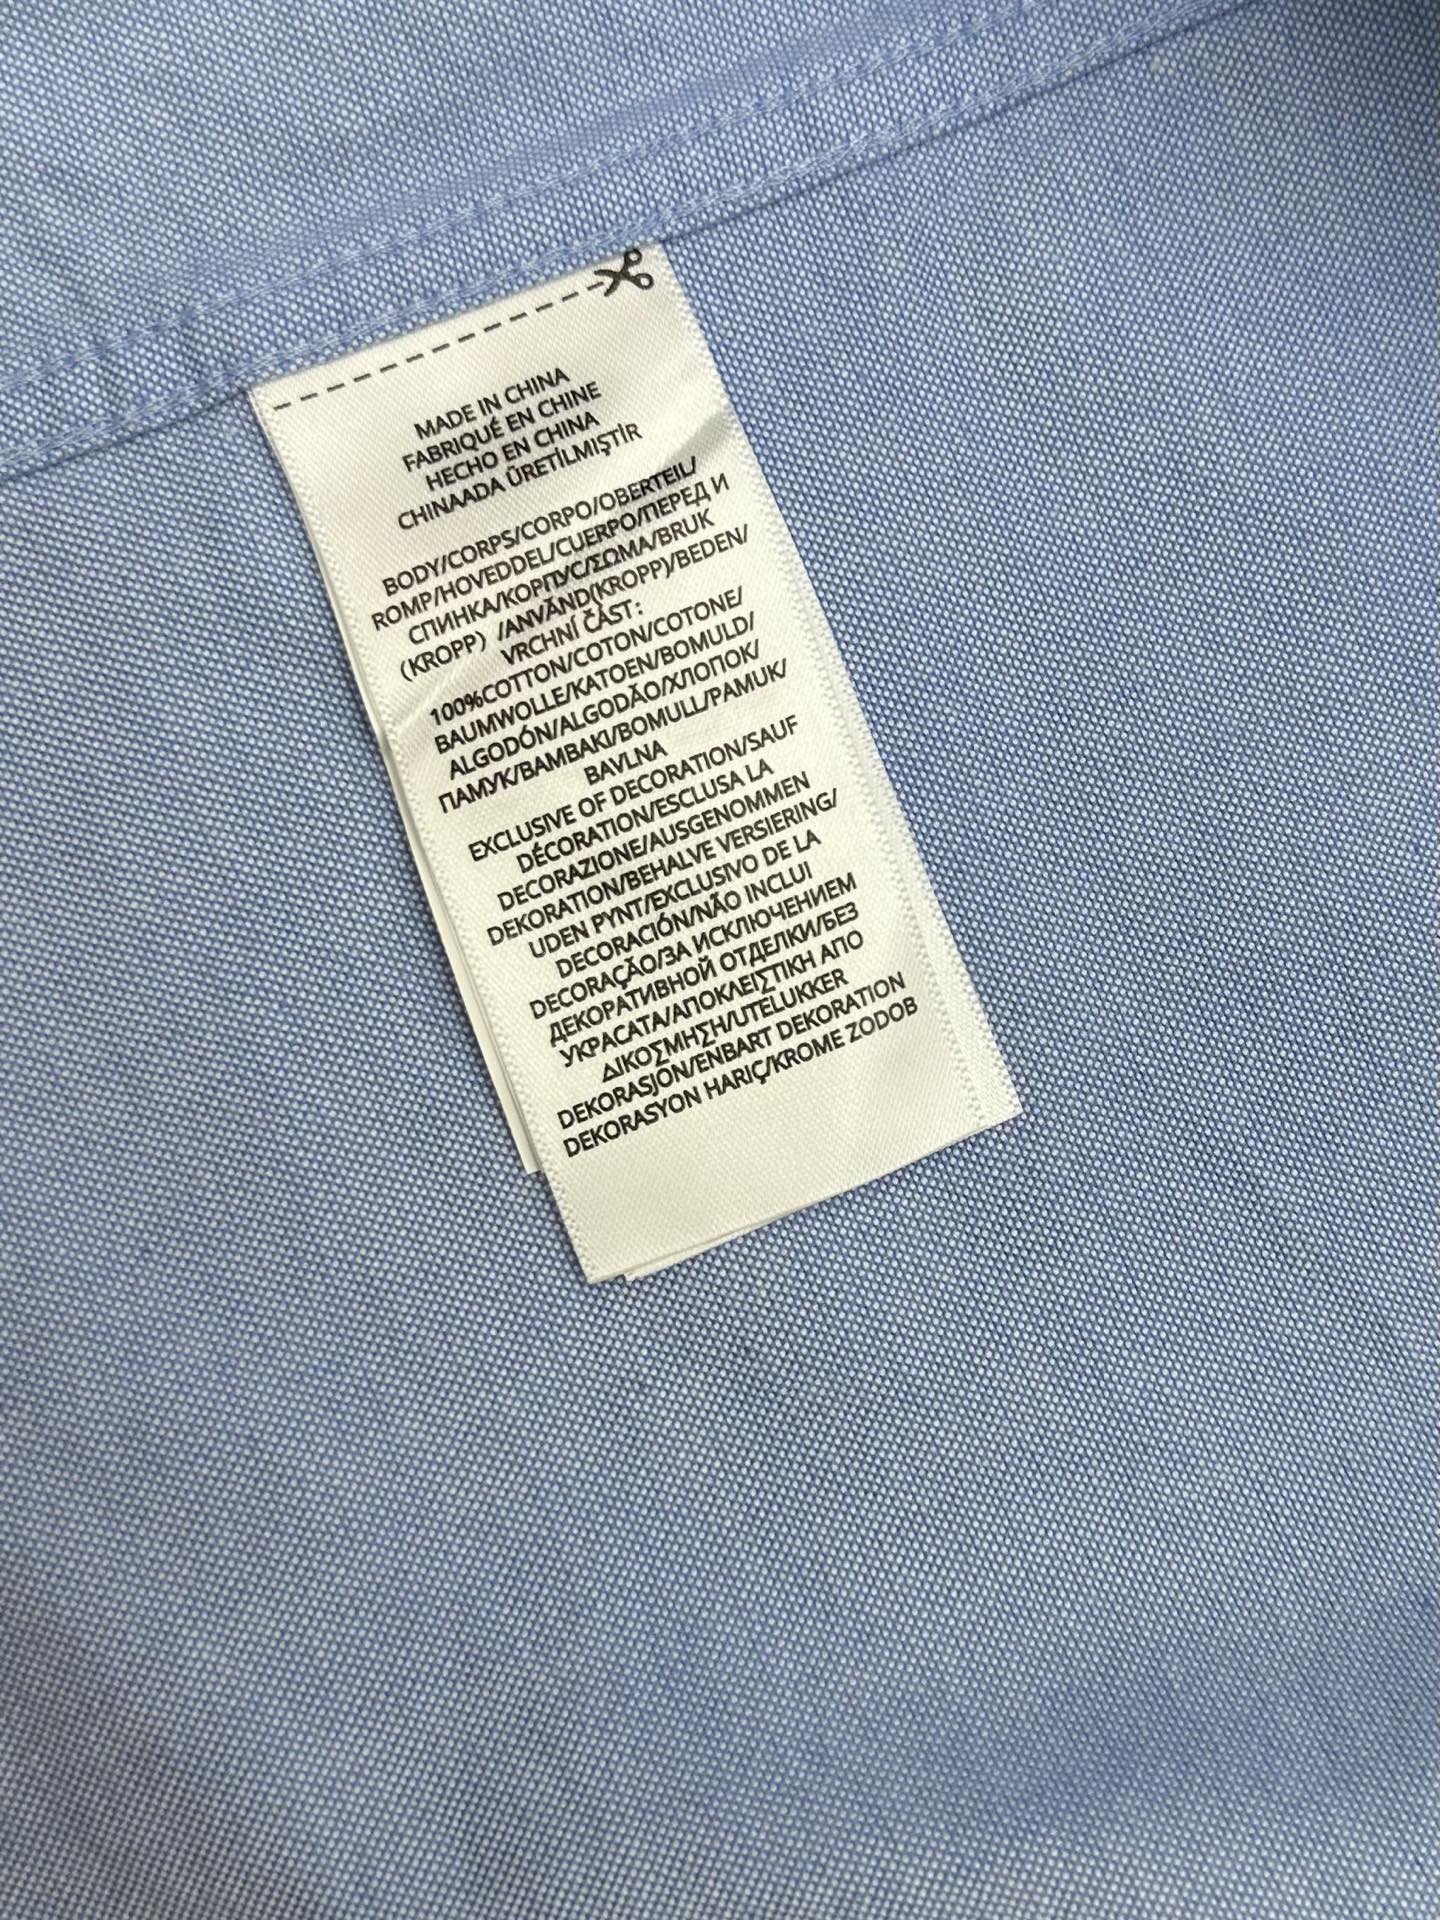 MADE IN CHINA
FABRIQUÉ EN CHINE
HECHO EN CHINA
CHINAADA ÜRETİLMIŞTİR
BODY/CORPS/CORPO/OBERTEIL/
ROMP/HOVEDDEL/CUERPO/ПЕРЕД И
СПИНКА/КОРПУС/ΣΩΜΑ/BRUK
(KROPP) /ANVÄND(KROPP)/BEDEN/
VRCHNÍ ČÁST:
100%COTTON/COTON/COTONE/
BAUMWOLLE/KATOEN/BOMULD/
ALGODÓN/ALGODÃO/ХЛОПОК/
ПАМУК/BAMBAKI/BOMULL/PAMUK/
BAVLNA
EXCLUSIVE OF DECORATION/SAUF
DÉCORATION/ESCLUSA LA
DECORAZIONE/AUSGENOMMEN
DEKORATION/BEHALVE VERSIERING/
UDEN PYNT/EXCLUSIVO DE LA
DECORACIÓN/NÃO INCLUI
DECORAÇÃO/ЗА ИСКЛЮЧЕНИЕМ
ДЕКОРАТИВНОЙ ОТДЕЛКИ/БЕЗ
УКРАСАТА/ΑΠΟΚΛΕΙΣΤΙΚΗ ΑΠΟ
ΔΙΚΟΣΜΗΣΗ/UTELUKKER
DEKORASJON/ENBART DEKORATION
DEKORASYON HARIÇ/KROME ZODOB